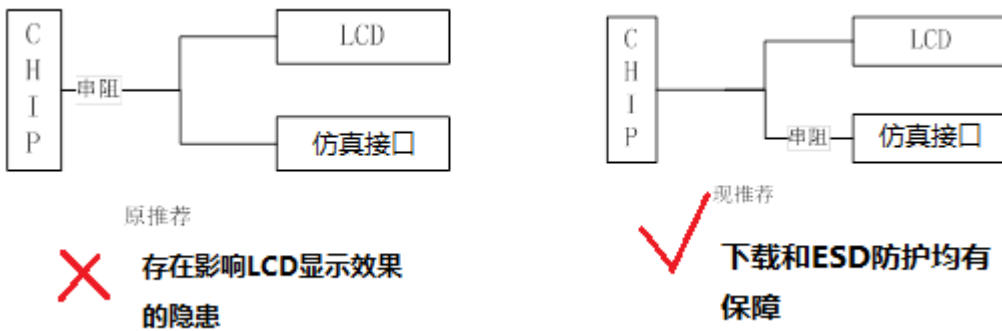 CHIP
串阻
LCD
仿真接口
原推荐
存在影响LCD显示效果
的隐患
CHIP
LCD
串阻
仿真接口
现推荐
下载和ESD防护均有
保障